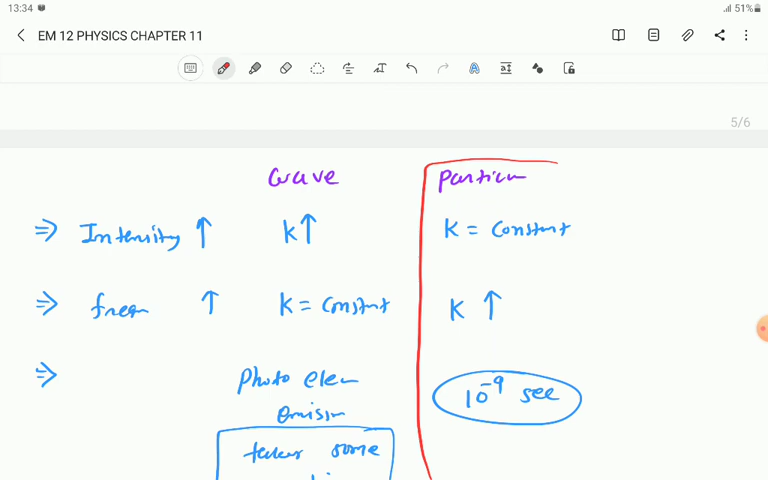 13:34
51%
EM 12 PHYSICS CHAPTER 11
5/6
Wave Particle
⇒ Intensity ↑ K↑ K = constant
⇒ freq ↑ K = constant K ↑
⇒ Photo elec 10⁻⁹ sec
emission
takes some